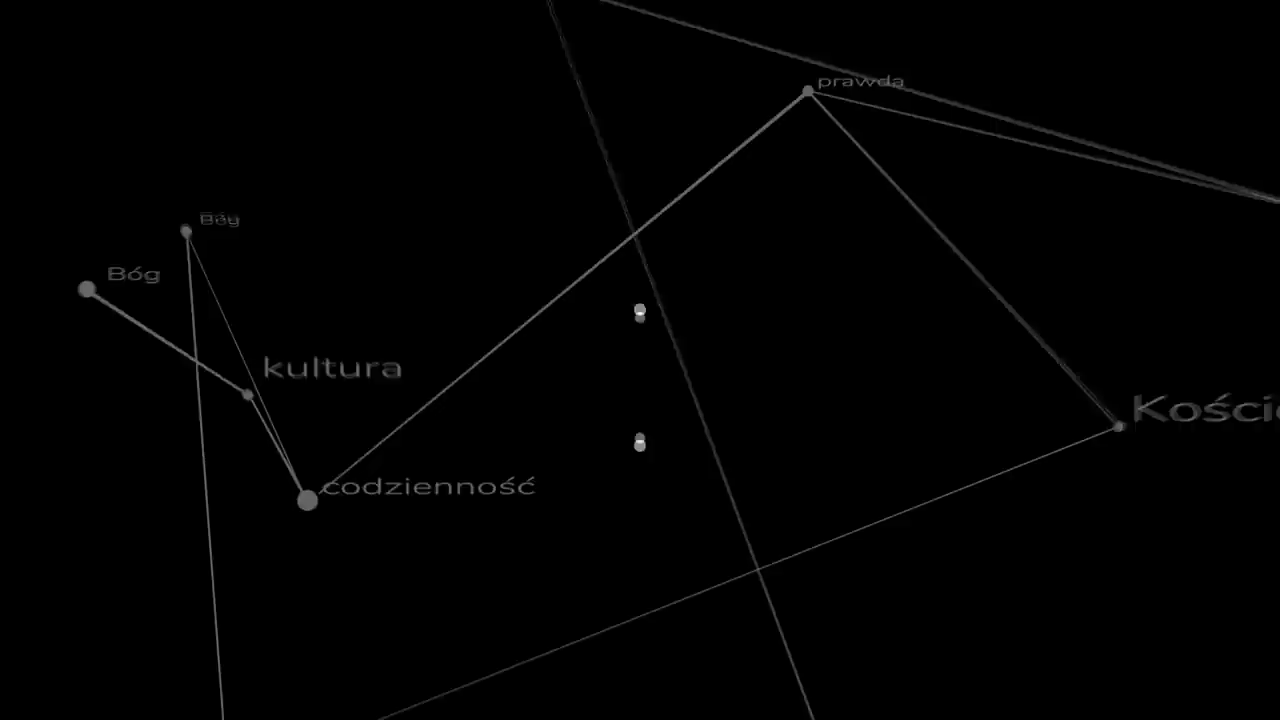 prawda
Bóg
Bóg
kultura
Kości
codzienność